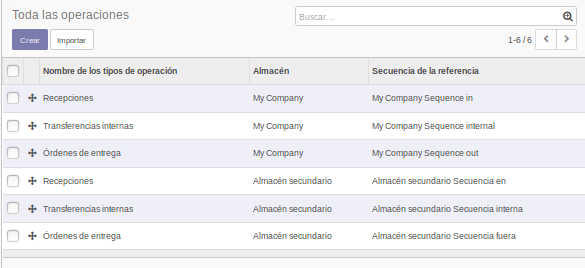 Toda las operaciones
Buscar...
Crear Importar
1-6 / 6
Nombre de los tipos de operación Almacén Secuencia de la referencia
Recepciones My Company My Company Sequence in
Transferencias internas My Company My Company Sequence internal
Órdenes de entrega My Company My Company Sequence out
Recepciones Almacén secundario Almacén secundario Secuencia en
Transferencias internas Almacén secundario Almacén secundario Secuencia interna
Órdenes de entrega Almacén secundario Almacén secundario Secuencia fuera